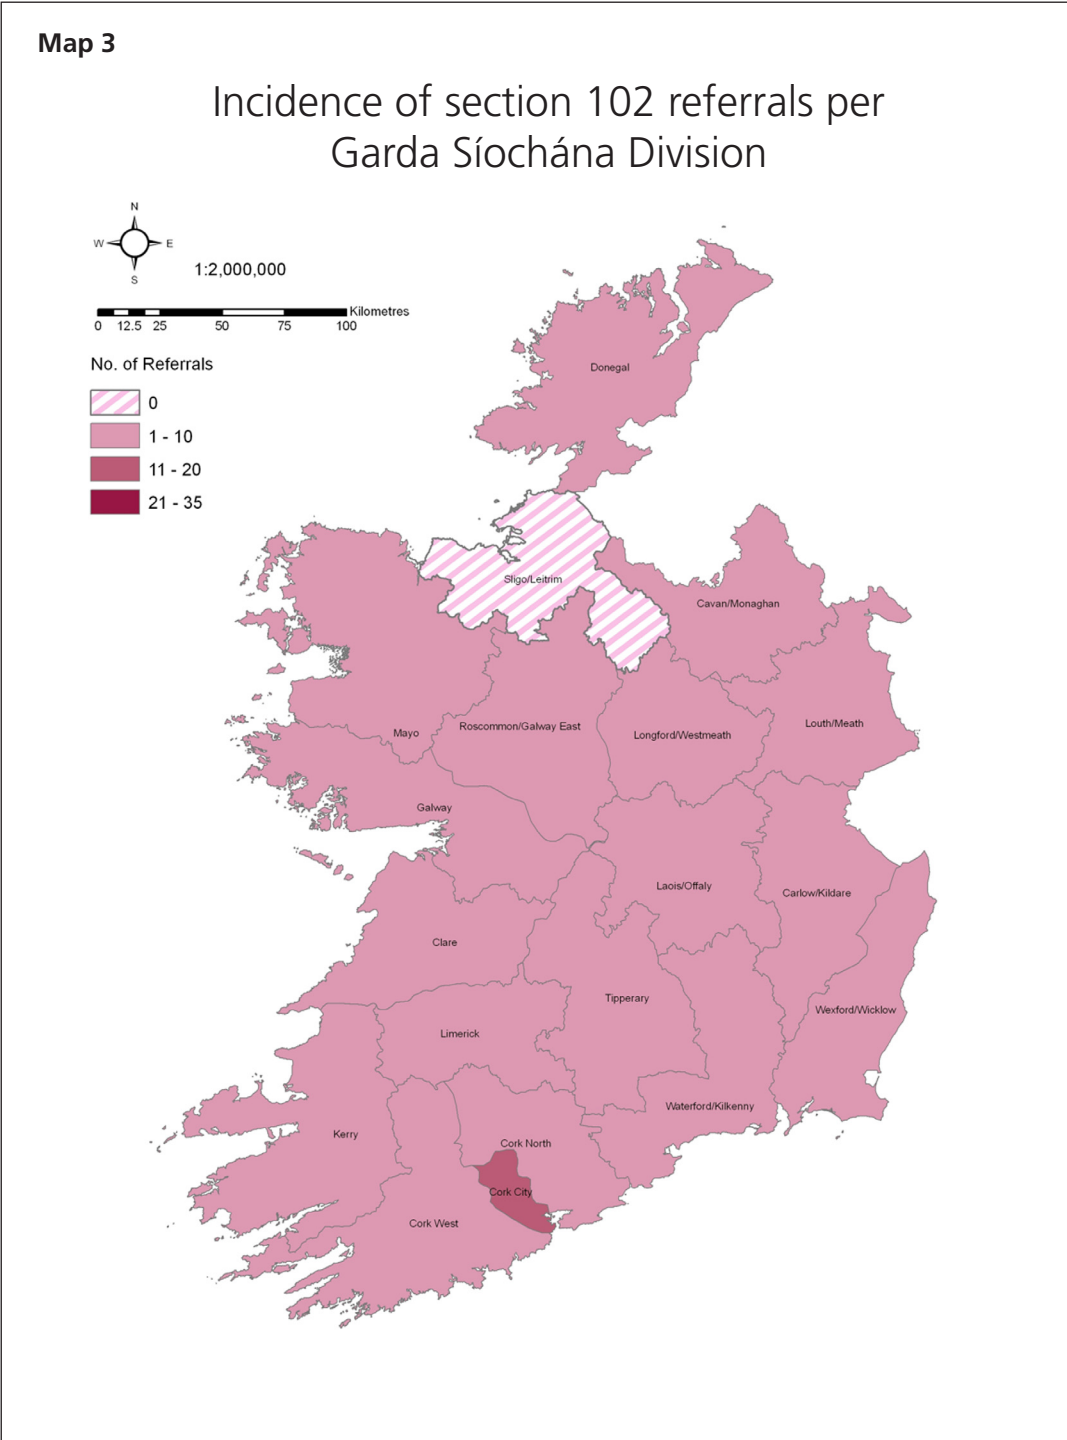 Map 3
Incidence of section 102 referrals per
Garda Síochána Division
N
W E
S
1:2,000,000
Kilometres
0 12.5 25 50 75 100
No. of Referrals
0
1 - 10
11 - 20
21 - 35
Donegal
Sligo/Leitrim
Cavan/Monaghan
Louth/Meath
Roscommon/Galway East
Mayo
Longford/Westmeath
Galway
Laois/Offaly
Carlow/Kildare
Clare
Tipperary
Wexford/Wicklow
Limerick
Waterford/Kilkenny
Kerry
Cork North
Cork City
Cork West